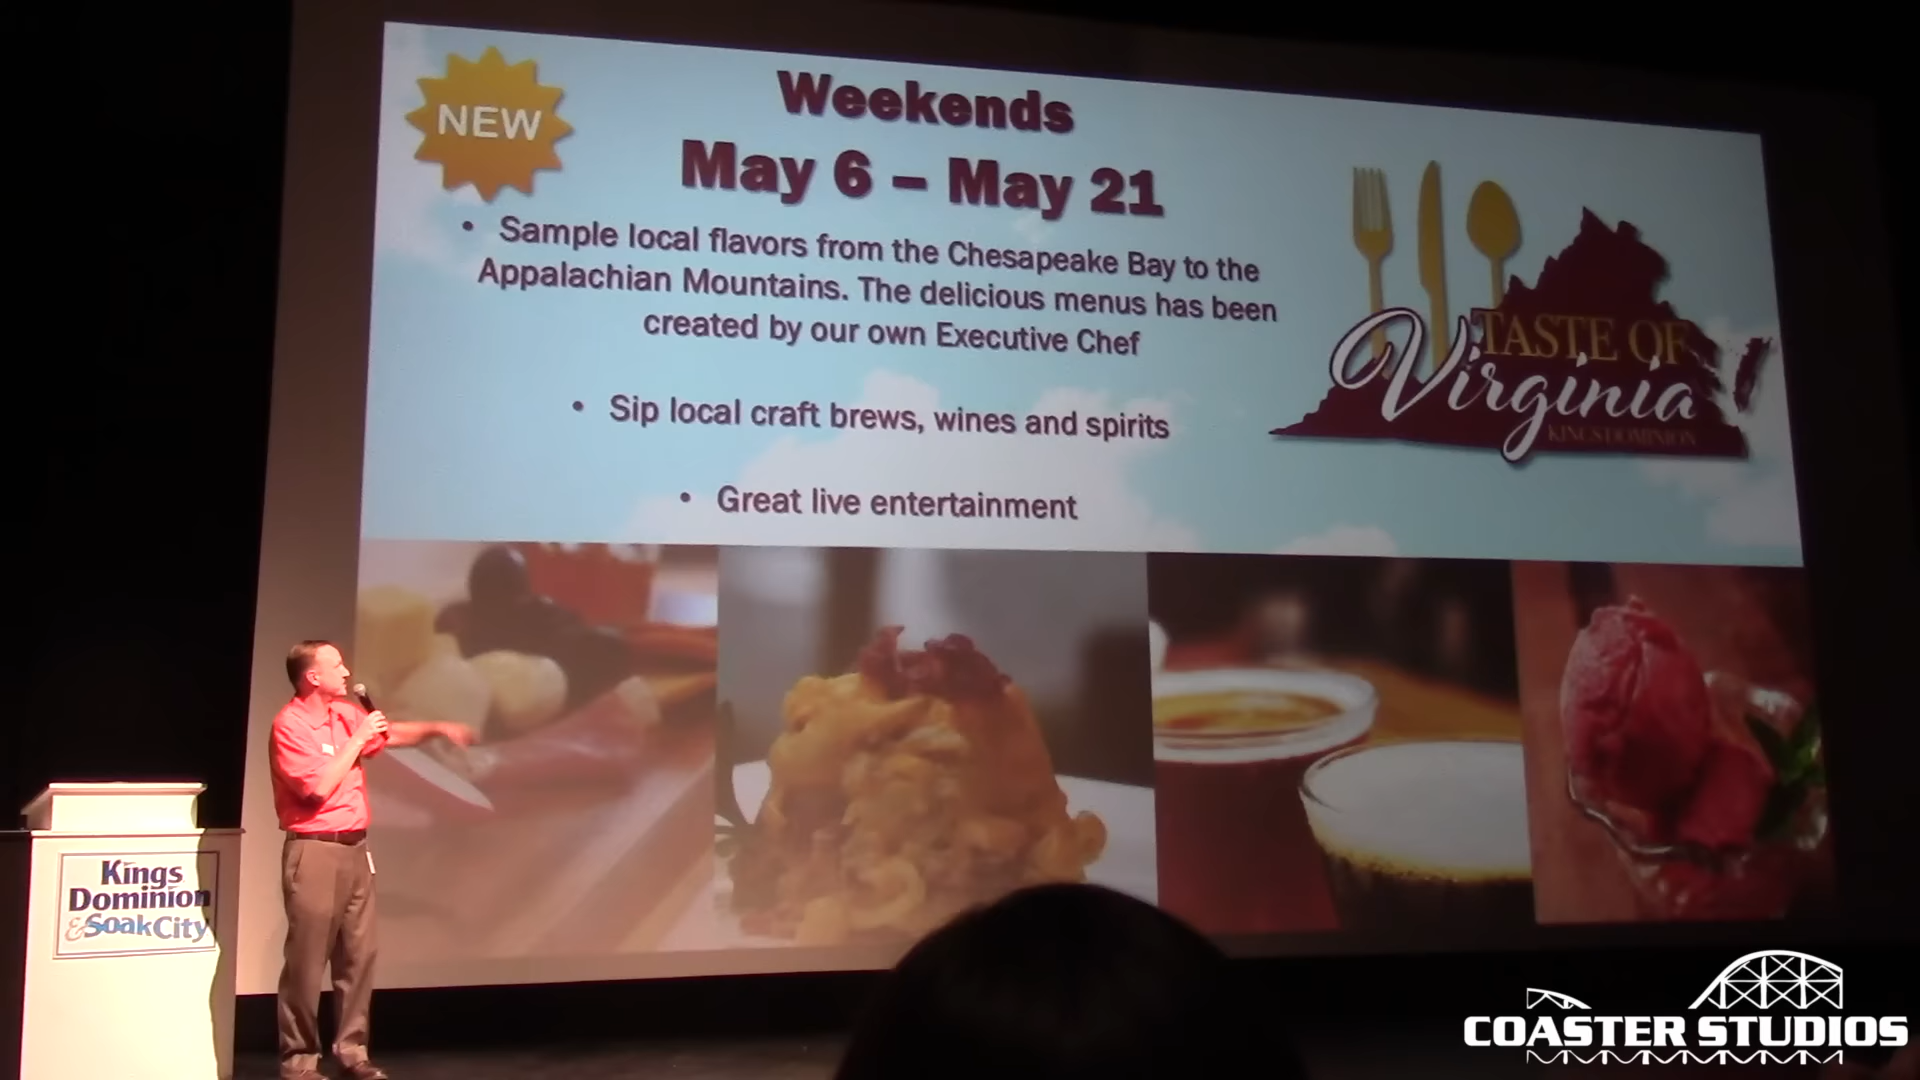 NEW
Weekends
May 6 – May 21
• Sample local flavors from the Chesapeake Bay to the
Appalachian Mountains. The delicious menus has been
created by our own Executive Chef
• Sip local craft brews, wines and spirits
• Great live entertainment
TASTE OF
Virginia
KINGS DOMINION
Kings
Dominion
& Soak City
COASTER STUDIOS